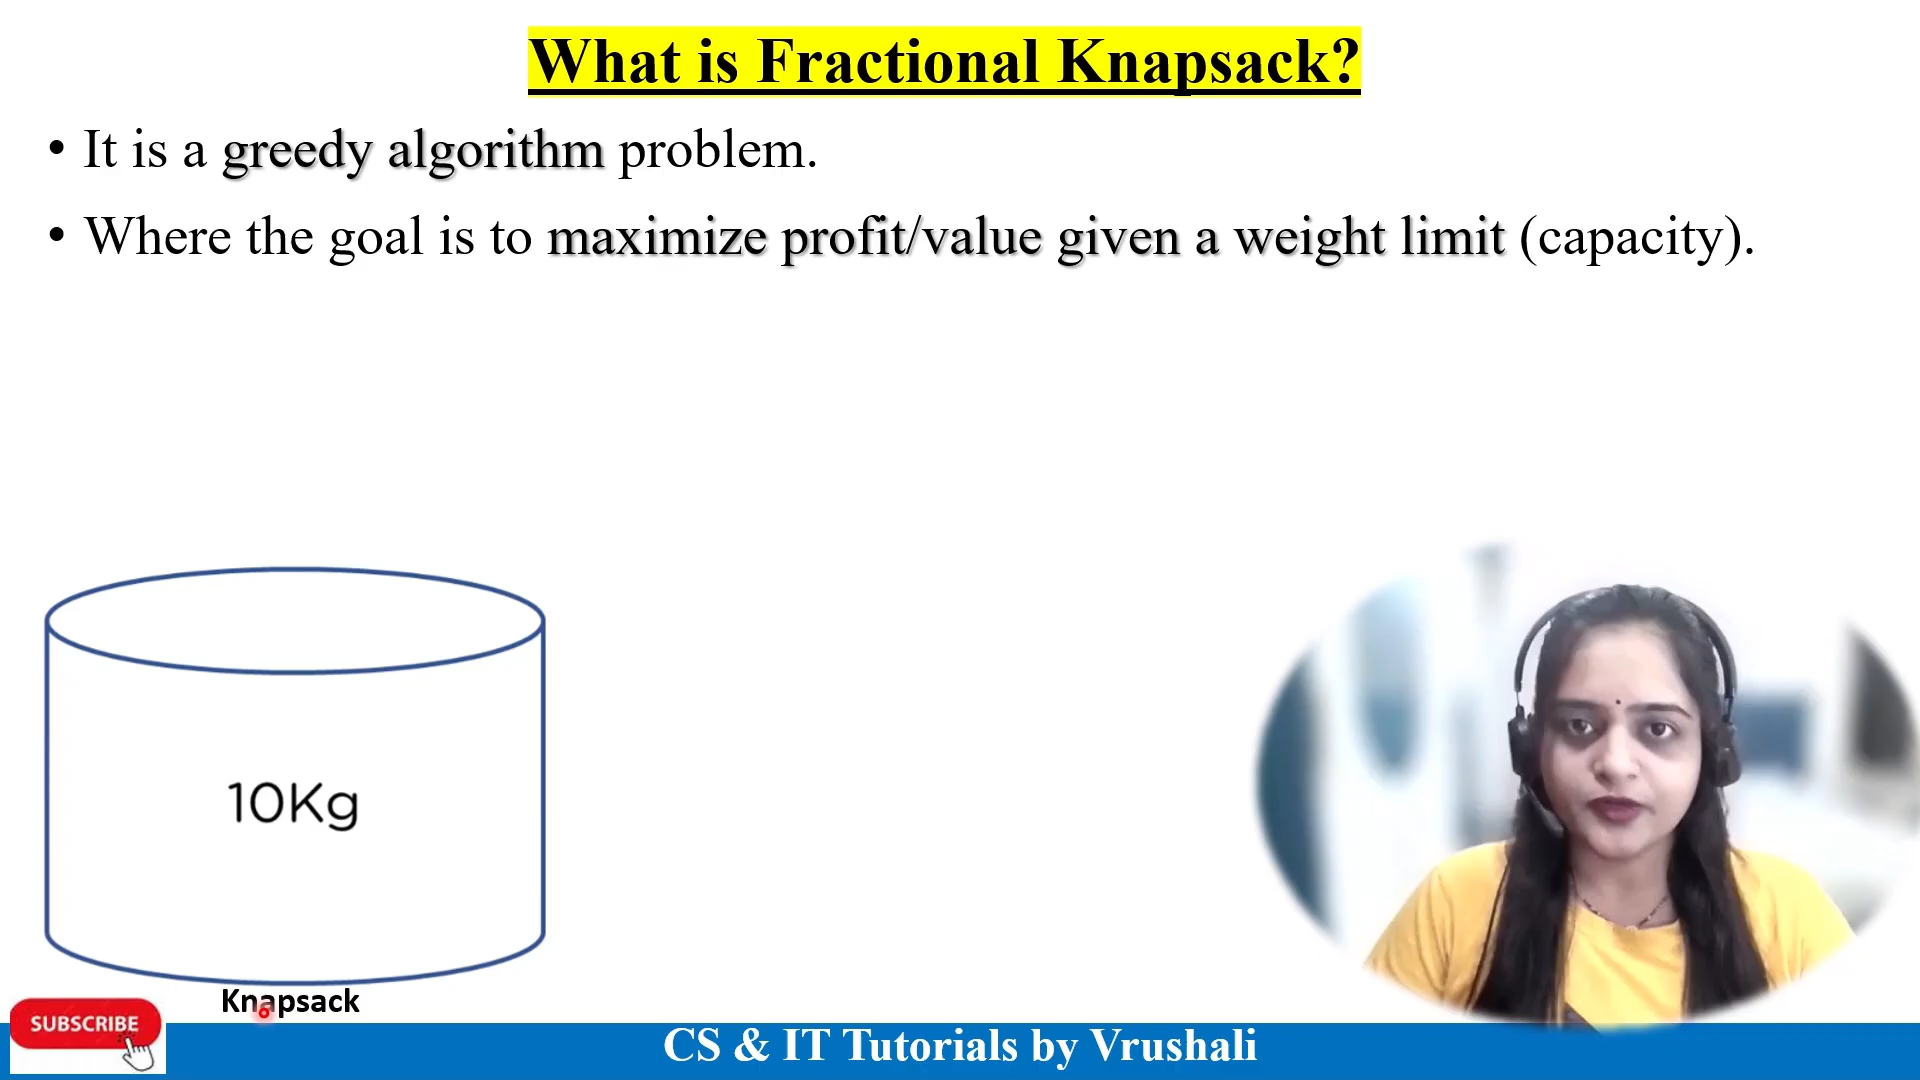 What is Fractional Knapsack?
• It is a greedy algorithm problem.
• Where the goal is to maximize profit/value given a weight limit (capacity).
10Kg
Knapsack
SUBSCRIBE
CS & IT Tutorials by Vrushali